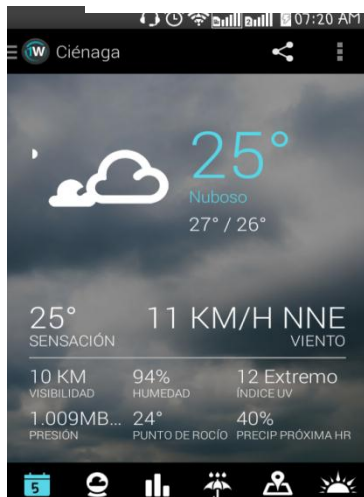 07:20 AM
1W Ciénaga
25°
Nuboso
27° / 26°
25° 11 KM/H NNE
SENSACIÓN VIENTO
10 KM 94% 12 Extremo
VISIBILIDAD HUMEDAD ÍNDICE UV
1.009MB... 24° 40%
PRESIÓN PUNTO DE ROCÍO PRECIP PRÓXIMA HR
5